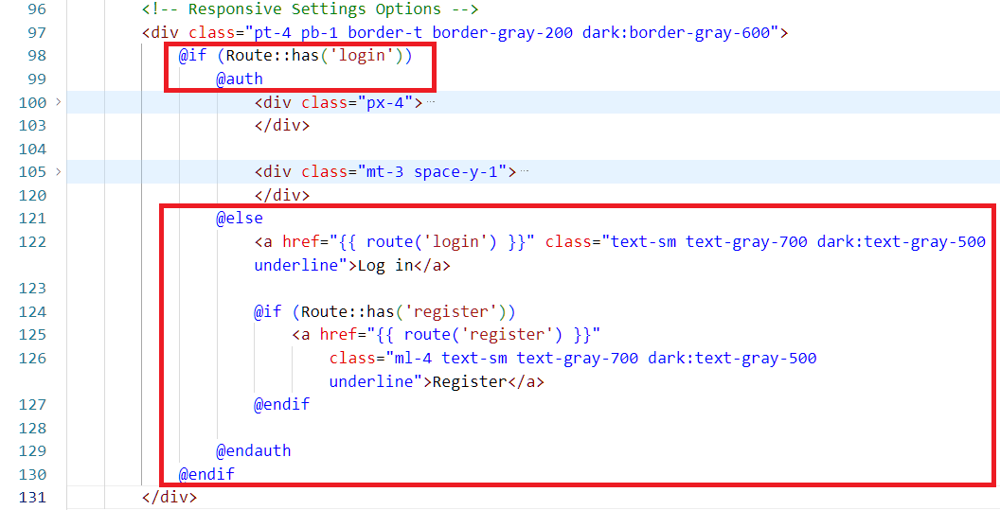 96 <!-- Responsive Settings Options -->
97 <div class="pt-4 pb-1 border-t border-gray-200 dark:border-gray-600">
98 @if (Route::has('login'))
99 @auth
100 > <div class="px-4">···
103 </div>
104
105 > <div class="mt-3 space-y-1">···
120 </div>
121 @else
122 <a href="{{ route('login') }}" class="text-sm text-gray-700 dark:text-gray-500
underline">Log in</a>
123
124 @if (Route::has('register'))
125 <a href="{{ route('register') }}"
126 class="ml-4 text-sm text-gray-700 dark:text-gray-500
underline">Register</a>
127 @endif
128
129 @endauth
130 @endif
131 </div>